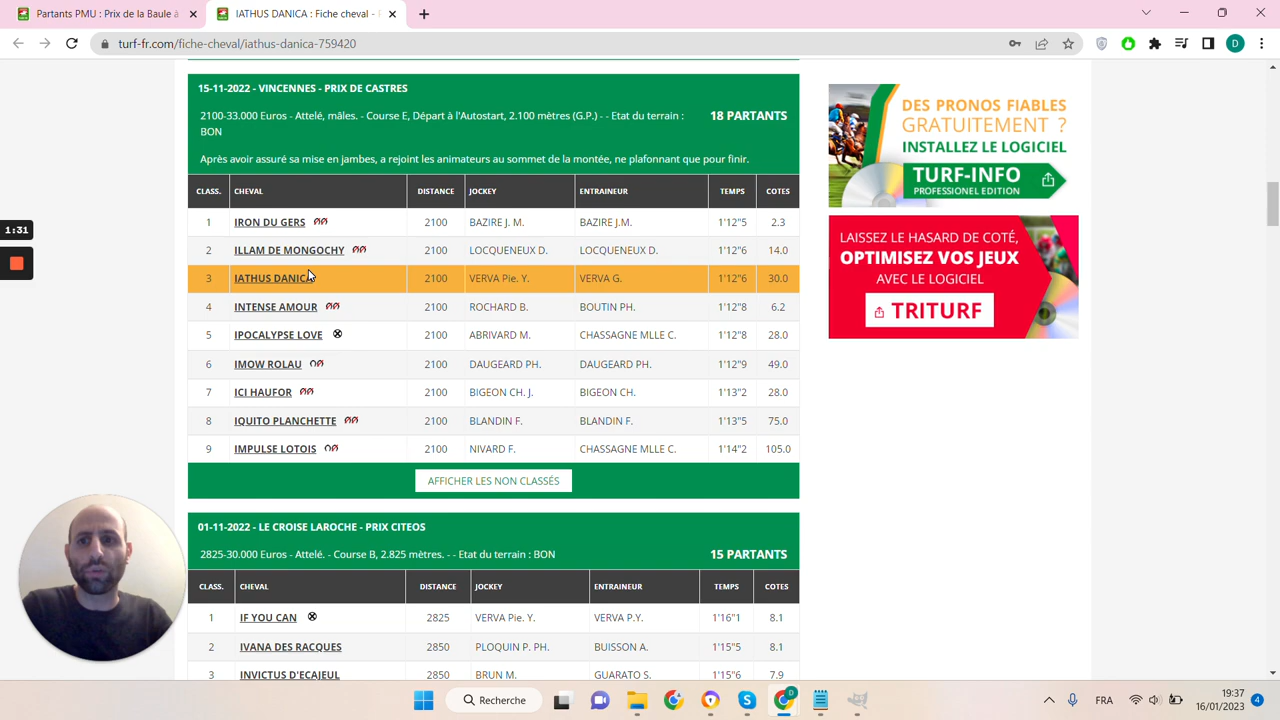 Partants PMU : Prix de la Baule à
IATHUS DANICA : Fiche cheval -
turf-fr.com/fiche-cheval/iathus-danica-759420
D
15-11-2022 - VINCENNES - PRIX DE CASTRES
2100-33.000 Euros - Attelé, mâles. - Course E, Départ à l'Autostart, 2.100 mètres (G.P.) - - Etat du terrain :
BON
18 PARTANTS
Après avoir assuré sa mise en jambes, a rejoint les animateurs au sommet de la montée, ne plafonnant que pour finir.
CLASS. CHEVAL DISTANCE JOCKEY ENTRAINEUR TEMPS COTES
1 IRON DU GERS 2100 BAZIRE J. M. BAZIRE J.M. 1'12"5 2.3
2 ILLAM DE MONGOCHY 2100 LOCQUENEUX D. LOCQUENEUX D. 1'12"6 14.0
3 IATHUS DANICA 2100 VERVA Pie. Y. VERVA G. 1'12"6 30.0
4 INTENSE AMOUR 2100 ROCHARD B. BOUTIN PH. 1'12"8 6.2
5 IPOCALYPSE LOVE 2100 ABRIVARD M. CHASSAGNE MLLE C. 1'12"8 28.0
6 IMOW ROLAU 2100 DAUGEARD PH. DAUGEARD PH. 1'12"9 49.0
7 ICI HAUFOR 2100 BIGEON CH. J. BIGEON CH. 1'13"2 28.0
8 IQUITO PLANCHETTE 2100 BLANDIN F. BLANDIN F. 1'13"5 75.0
9 IMPULSE LOTOIS 2100 NIVARD F. CHASSAGNE MLLE C. 1'14"2 105.0
AFFICHER LES NON CLASSÉS
01-11-2022 - LE CROISE LAROCHE - PRIX CITEOS
2825-30.000 Euros - Attelé. - Course B, 2.825 mètres. - - Etat du terrain : BON
15 PARTANTS
CLASS. CHEVAL DISTANCE JOCKEY ENTRAINEUR TEMPS COTES
1 IF YOU CAN 2825 VERVA Pie. Y. VERVA P.Y. 1'16"1 8.1
2 IVANA DES RACQUES 2850 PLOQUIN P. PH. BUISSON A. 1'15"5 8.1
3 INVICTUS D'ECAJEUL 2850 BRUN M. GUARATO S. 1'15"6 7.9
DES PRONOS FIABLES
GRATUITEMENT ?
INSTALLEZ LE LOGICIEL
TURF-INFO
PROFESSIONEL EDITION
LAISSEZ LE HASARD DE COTÉ,
OPTIMISEZ VOS JEUX
AVEC LE LOGICIEL
TRITURF
1:31
Recherche
D
FRA
19:37
16/01/2023
4